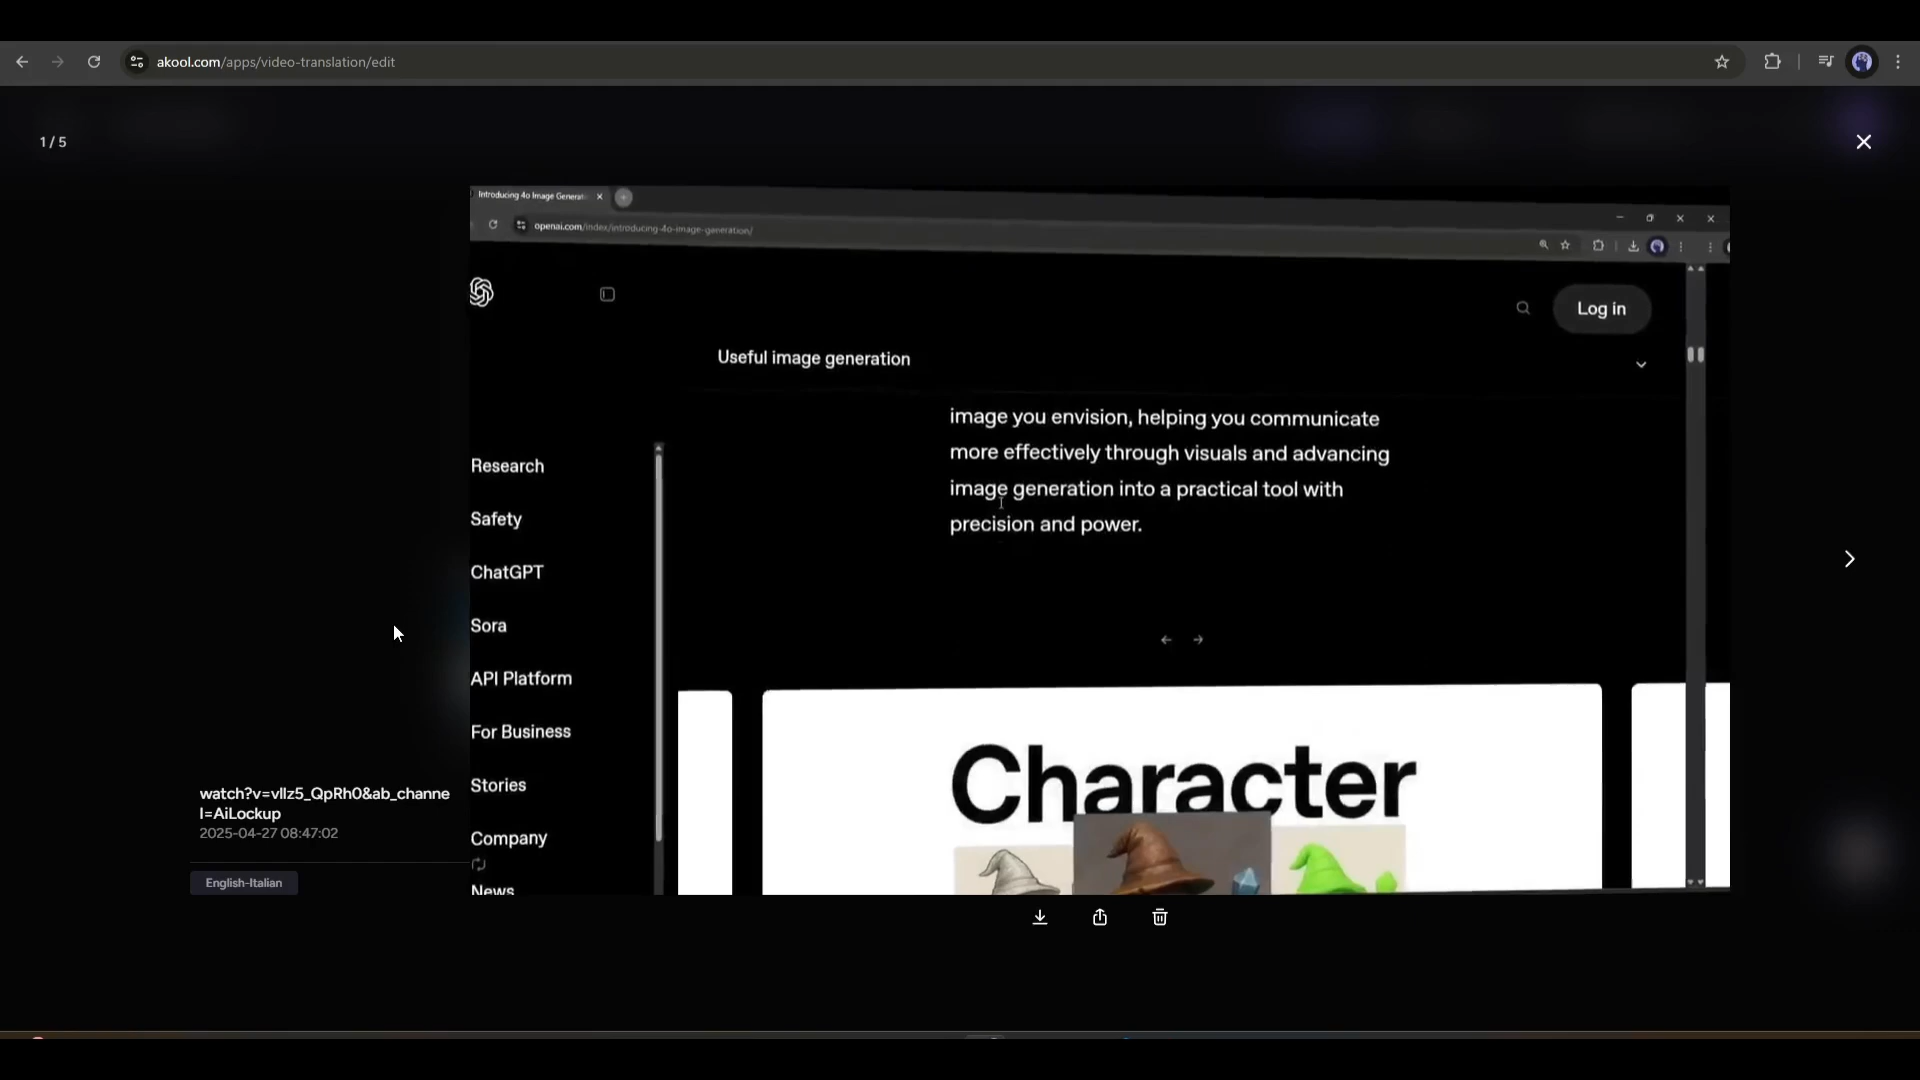 akool.com/apps/video-translation/edit
1 / 5
Introducing 4o Image Generat
openai.com/index/introducing-4o-image-generation/
Log in
Useful image generation
image you envision, helping you communicate
more effectively through visuals and advancing
image generation into a practical tool with
precision and power.
Research
Safety
ChatGPT
Sora
API Platform
For Business
Stories
Company
News
Character
watch?v=vllz5_QpRh0&ab_channe
l=AiLockup
2025-04-27 08:47:02
English-Italian